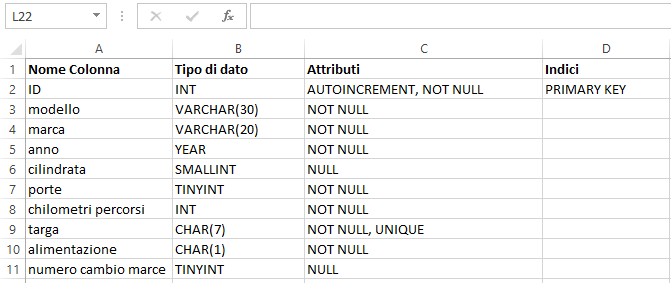 L22 fx
A B C D
1 Nome Colonna Tipo di dato Attributi Indici
2 ID INT AUTOINCREMENT, NOT NULL PRIMARY KEY
3 modello VARCHAR(30) NOT NULL
4 marca VARCHAR(20) NOT NULL
5 anno YEAR NOT NULL
6 cilindrata SMALLINT NULL
7 porte TINYINT NOT NULL
8 chilometri percorsi INT NOT NULL
9 targa CHAR(7) NOT NULL, UNIQUE
10 alimentazione CHAR(1) NOT NULL
11 numero cambio marce TINYINT NULL